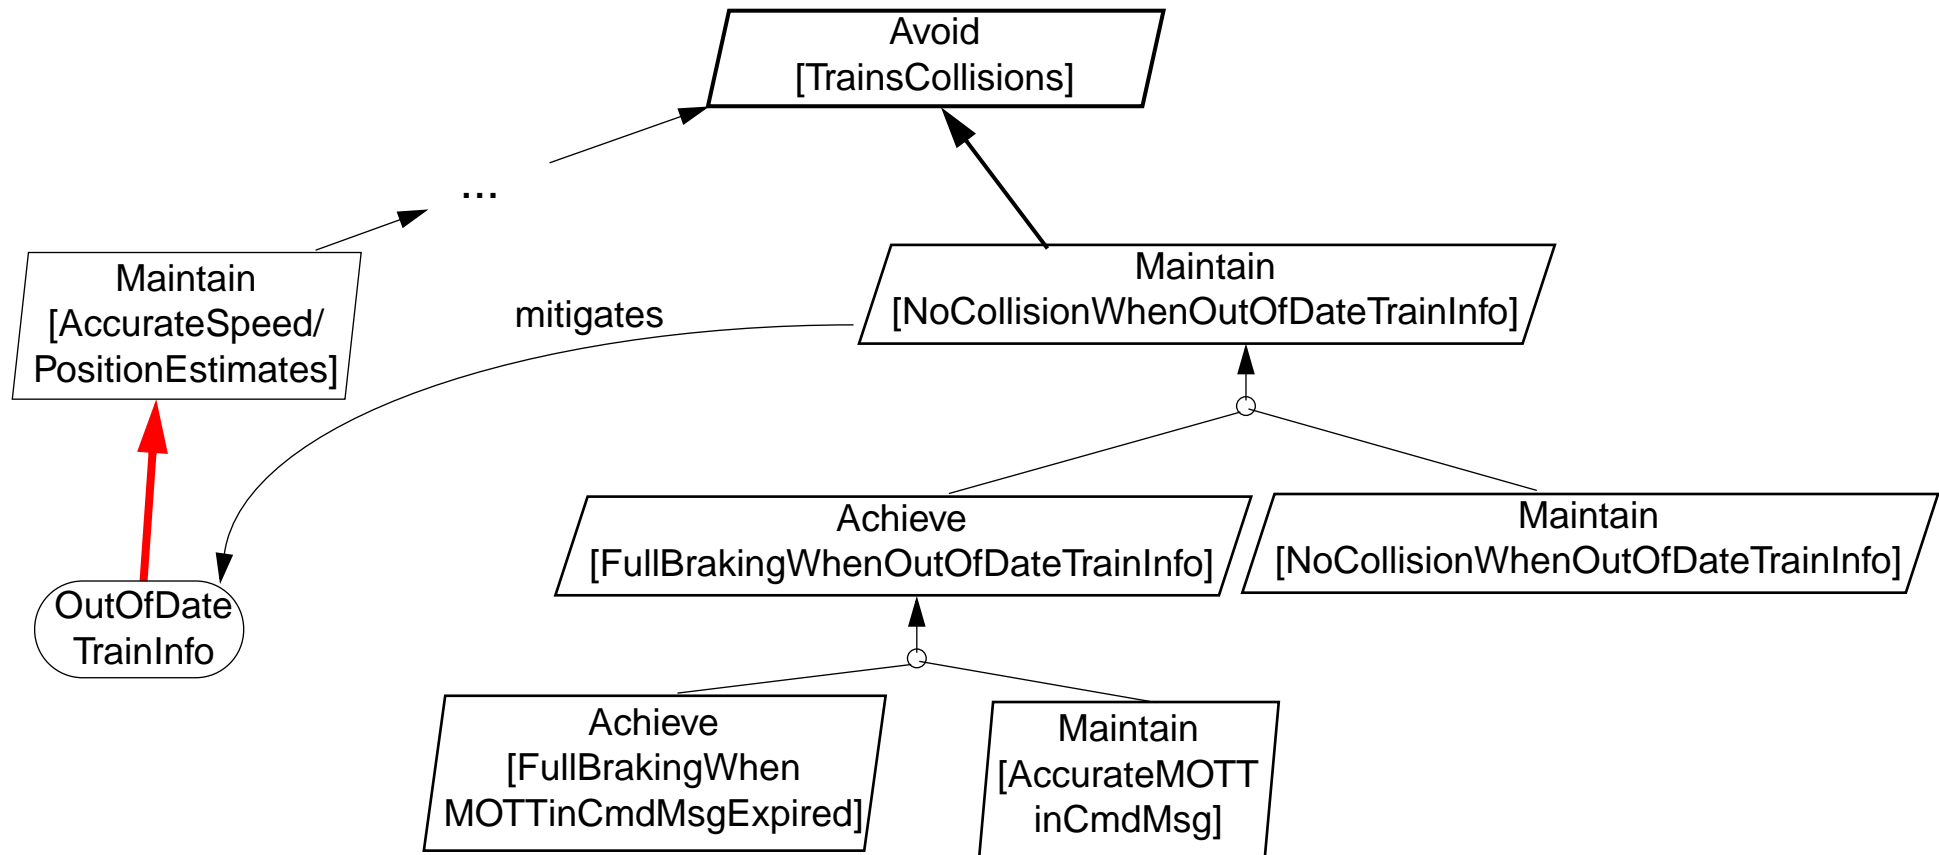 Avoid
[TrainsCollisions]
...
Maintain
[AccurateSpeed/
PositionEstimates]
mitigates
Maintain
[NoCollisionWhenOutOfDateTrainInfo]
Achieve
[FullBrakingWhenOutOfDateTrainInfo]
Maintain
[NoCollisionWhenOutOfDateTrainInfo]
OutOfDate
TrainInfo
Achieve
[FullBrakingWhen
MOTTinCmdMsgExpired]
Maintain
[AccurateMOTT
inCmdMsg]